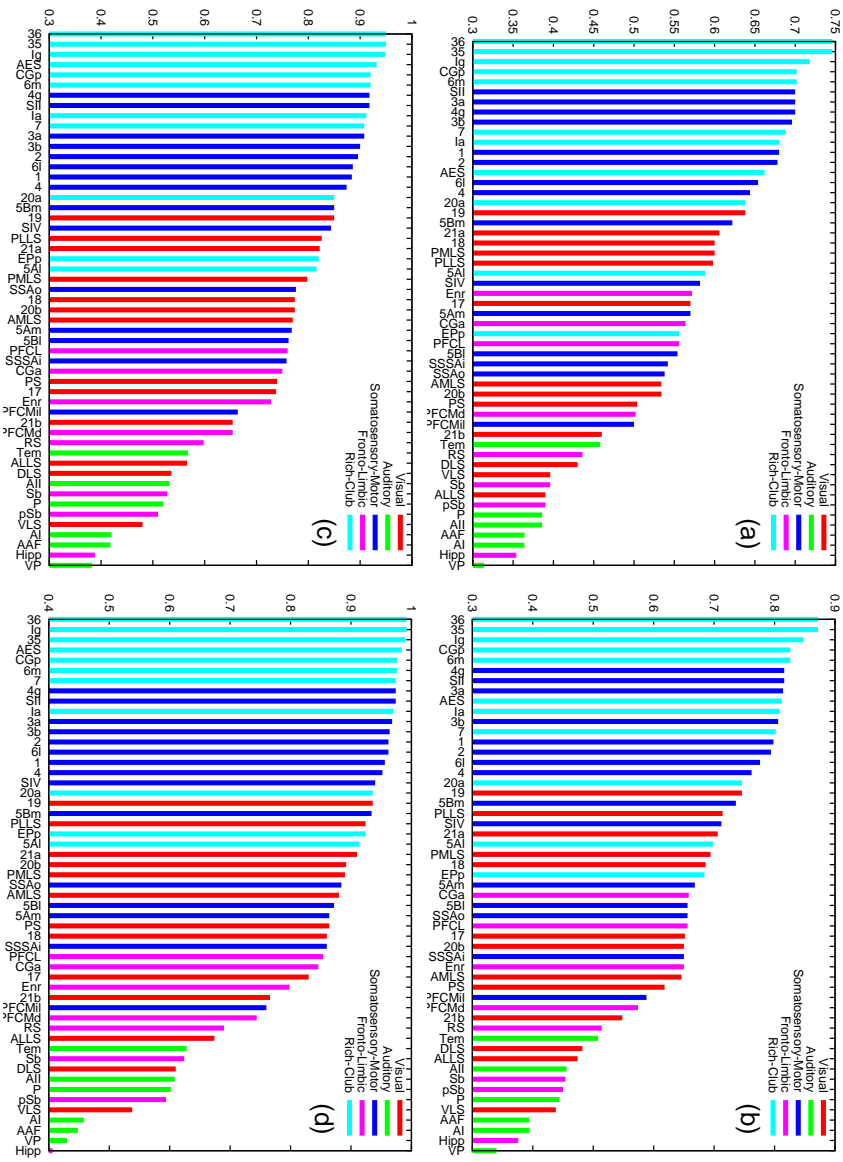 0.3 0.35 0.4 0.45 0.5 0.55 0.6 0.65 0.7 0.75
36
35
Ig
CGp
6m
SII
3a
4g
3b
7
Ia
1
2
AES
6l
4
20a
19
5Bm
21a
18
PMLS
PLLS
5Al
SIV
Enr
17
5Am
CGa
EPp
PFCL
5Bl
SSSAi
SSAo
AMLS
20b
PS
PFCMd
PFCMil
21b
Tem
RS
DLS
VLS
Sb
ALLS
pSb
P
AII
AAF
AI
Hipp
VP
Visual
Auditory
Somatosensory-Motor
Fronto-Limbic
Rich-Club
(a)
0.3 0.4 0.5 0.6 0.7 0.8 0.9
36
35
Ig
CGp
6m
4g
SII
3a
AES
Ia
3b
7
1
2
6l
4
20a
19
5Bm
PLLS
SIV
21a
5Al
PMLS
18
EPp
5Am
CGa
5Bl
SSAo
PFCL
17
20b
SSSAi
Enr
AMLS
PS
PFCMil
PFCMd
21b
RS
Tem
DLS
ALLS
AII
Sb
pSb
P
VLS
AAF
AI
Hipp
VP
Visual
Auditory
Somatosensory-Motor
Fronto-Limbic
Rich-Club
(b)
0.3 0.4 0.5 0.6 0.7 0.8 0.9 1
36
35
Ig
AES
CGp
6m
4g
SII
Ia
7
3a
3b
2
6l
1
4
20a
5Bm
19
SIV
PLLS
21a
EPp
5Al
PMLS
SSAo
18
20b
AMLS
5Am
5Bl
PFCL
SSSAi
CGa
PS
17
Enr
PFCMil
21b
PFCMd
RS
Tem
ALLS
DLS
AII
Sb
P
pSb
VLS
AI
AAF
Hipp
VP
Visual
Auditory
Somatosensory-Motor
Fronto-Limbic
Rich-Club
(c)
0.4 0.5 0.6 0.7 0.8 0.9 1
36
Ig
35
AES
CGp
6m
7
4g
SII
Ia
3a
3b
2
6l
1
4
SIV
20a
19
5Bm
PLLS
EPp
5Al
21a
20b
PMLS
SSAo
AMLS
5Bl
5Am
PS
18
SSSAi
PFCL
CGa
17
Enr
21b
PFCMil
PFCMd
RS
ALLS
Tem
Sb
DLS
AII
P
pSb
VLS
AI
AAF
VP
Hipp
Visual
Auditory
Somatosensory-Motor
Fronto-Limbic
Rich-Club
(d)